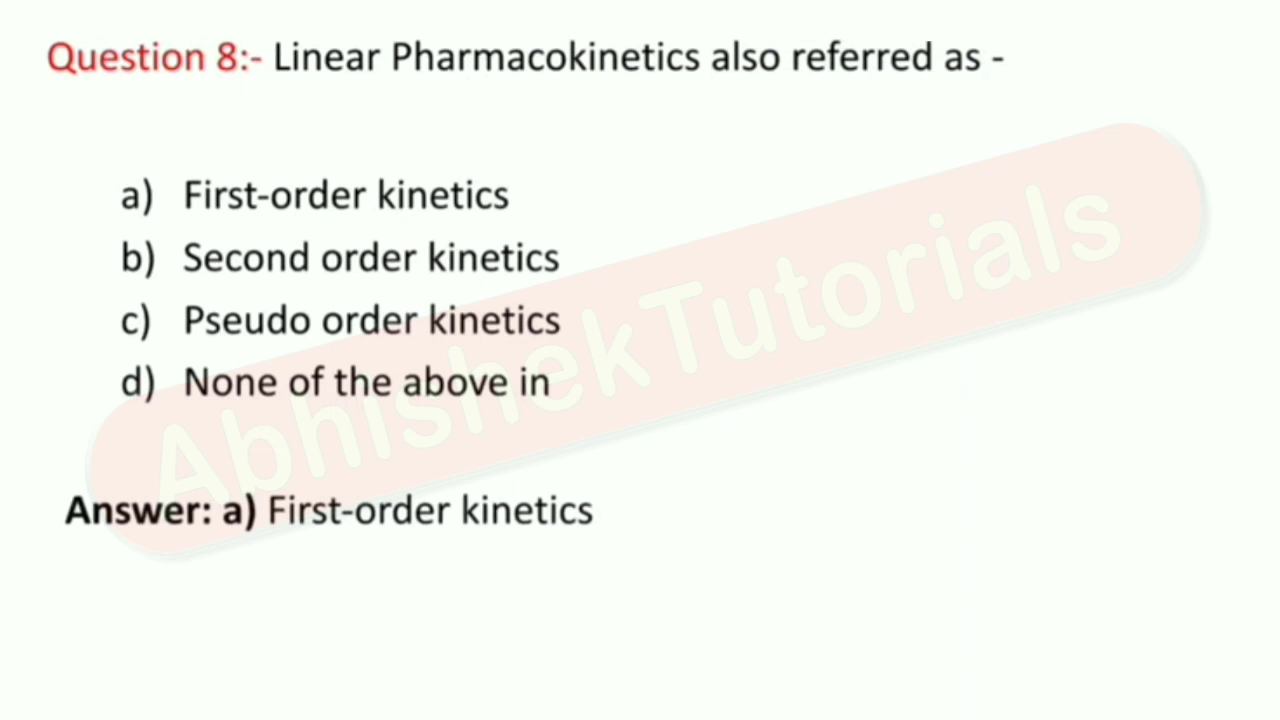 Question 8:- Linear Pharmacokinetics also referred as -
a) First-order kinetics
b) Second order kinetics
c) Pseudo order kinetics
d) None of the above in
Answer: a) First-order kinetics
AbhishekTutorials